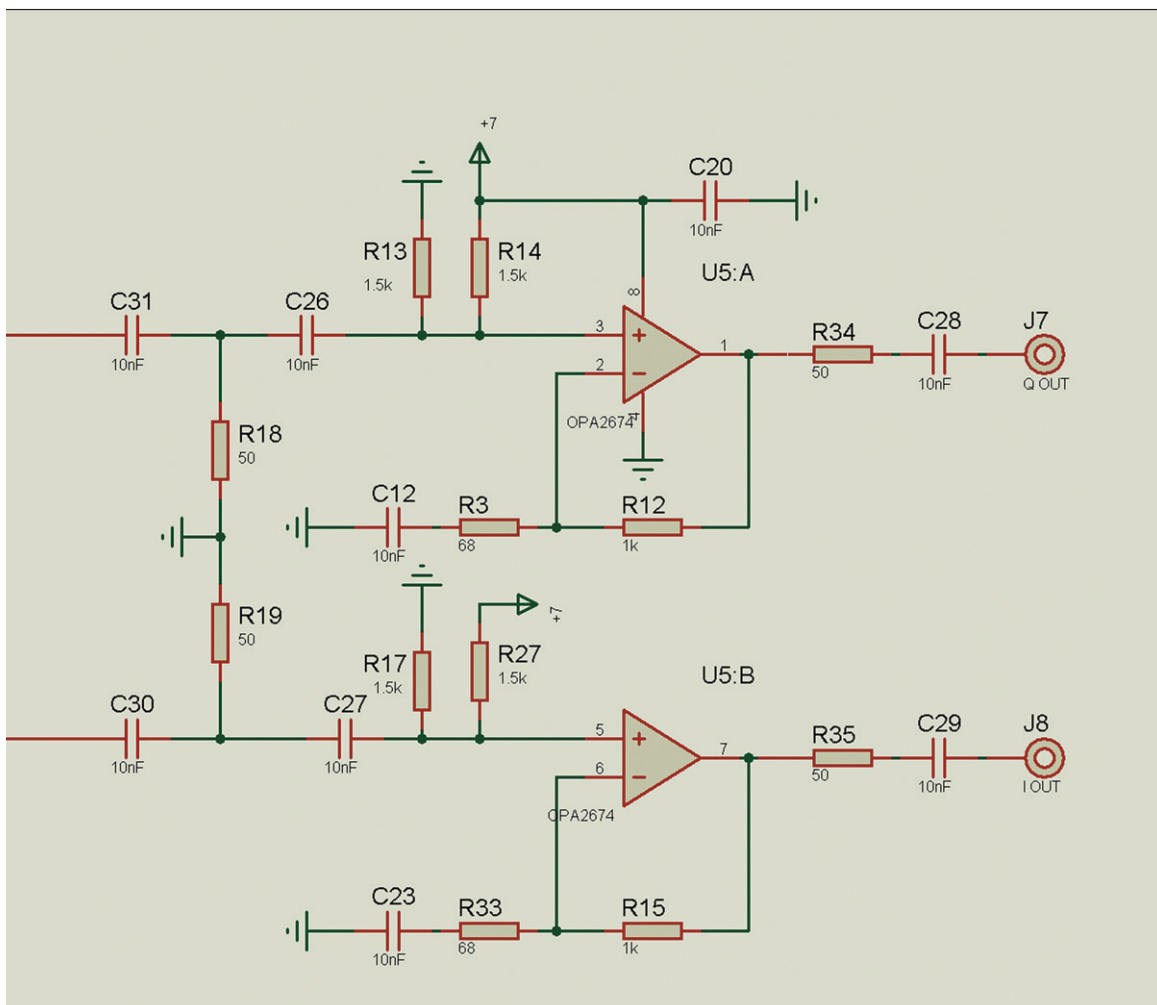 +7
C20
10nF
R13
1.5k
R14
1.5k
U5:A
8
C31
10nF
C26
10nF
3
2
1
4
OPA2674
R34
50
C28
10nF
J7
Q OUT
R18
50
C12
10nF
R3
68
R12
1k
R19
50
+7
R17
1.5k
R27
1.5k
U5:B
C30
10nF
C27
10nF
5
6
7
OPA2674
R35
50
C29
10nF
J8
I OUT
C23
10nF
R33
68
R15
1k